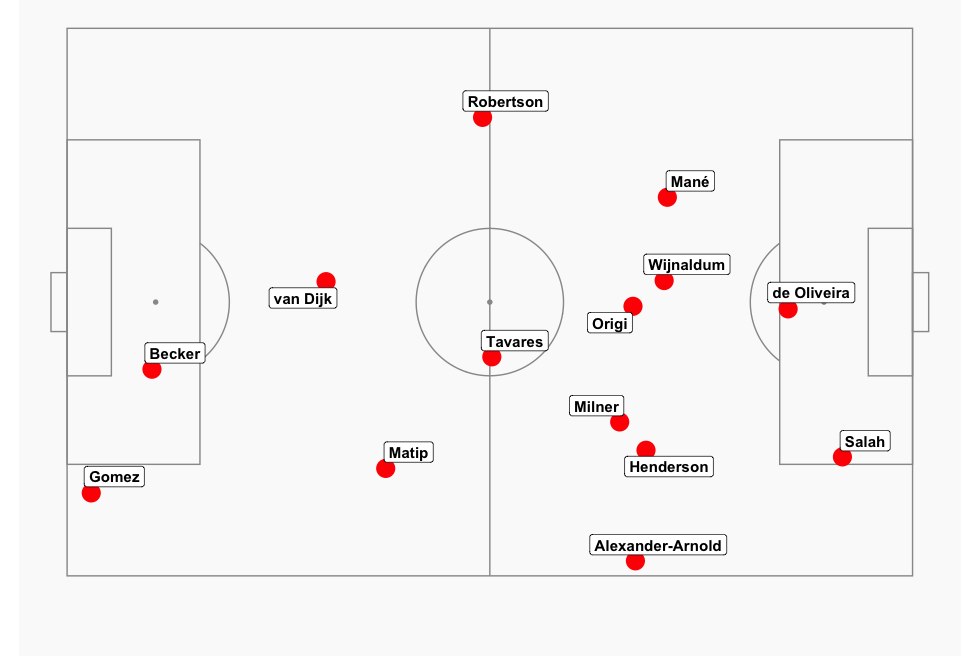 Robertson
Mané
Wijnaldum
van Dijk
de Oliveira
Origi
Tavares
Becker
Milner
Salah
Matip
Henderson
Gomez
Alexander-Arnold